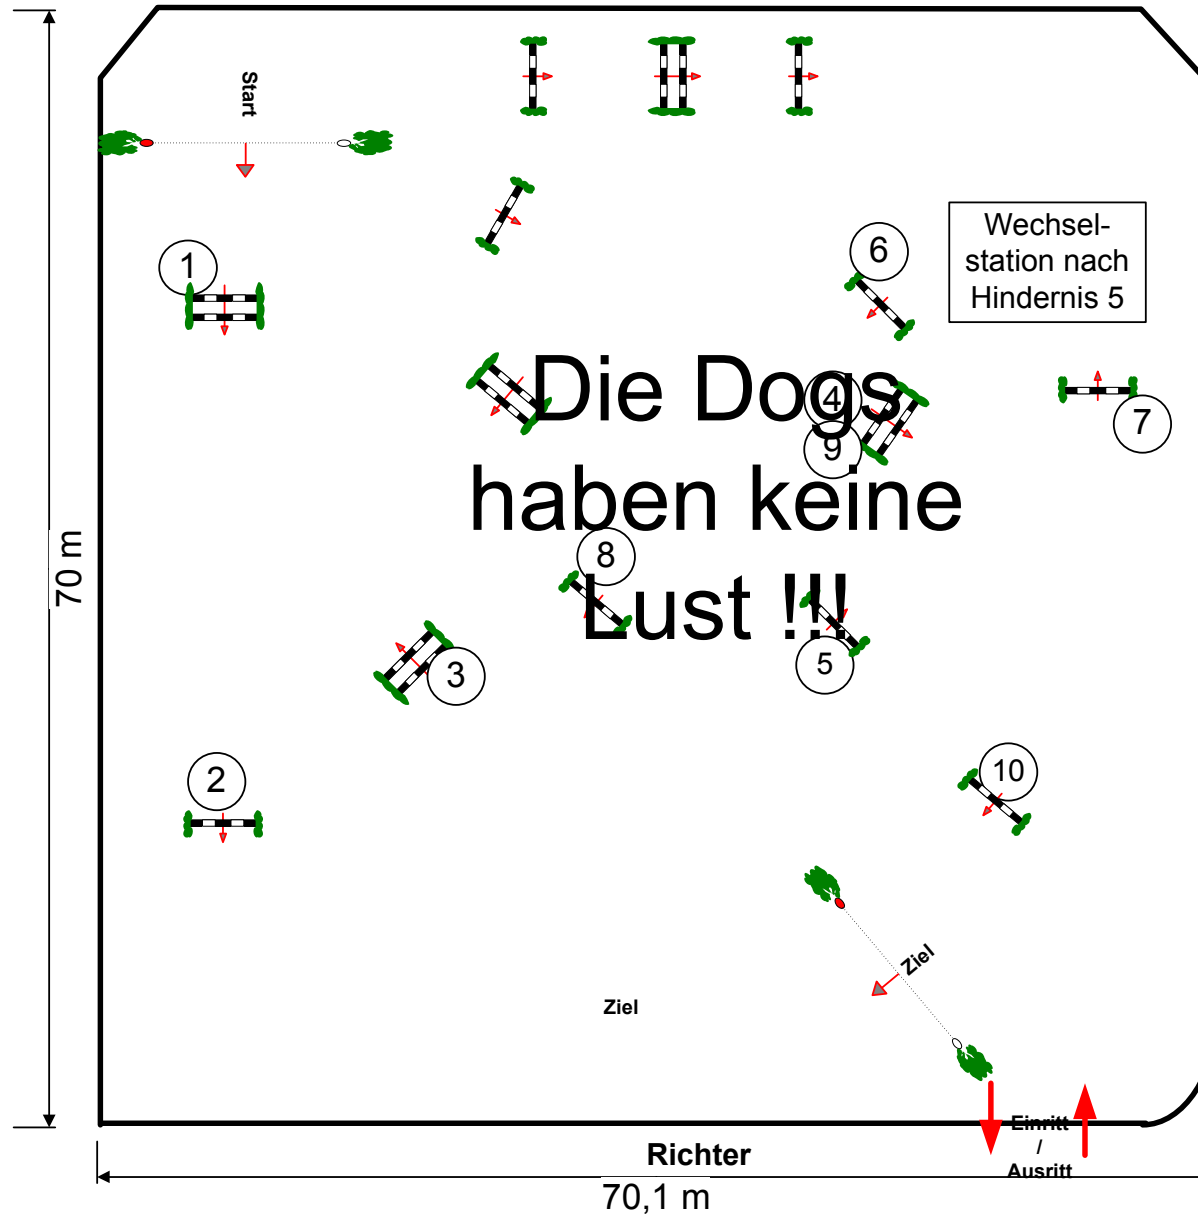 Start
1
6
Wechsel-
station nach
Hindernis 5
Die Dogs
haben keine
Lust !!!
4
9
7
8
5
3
2
10
70 m
Ziel
Ziel
Einritt
/
Ausritt
Richter
70,1 m